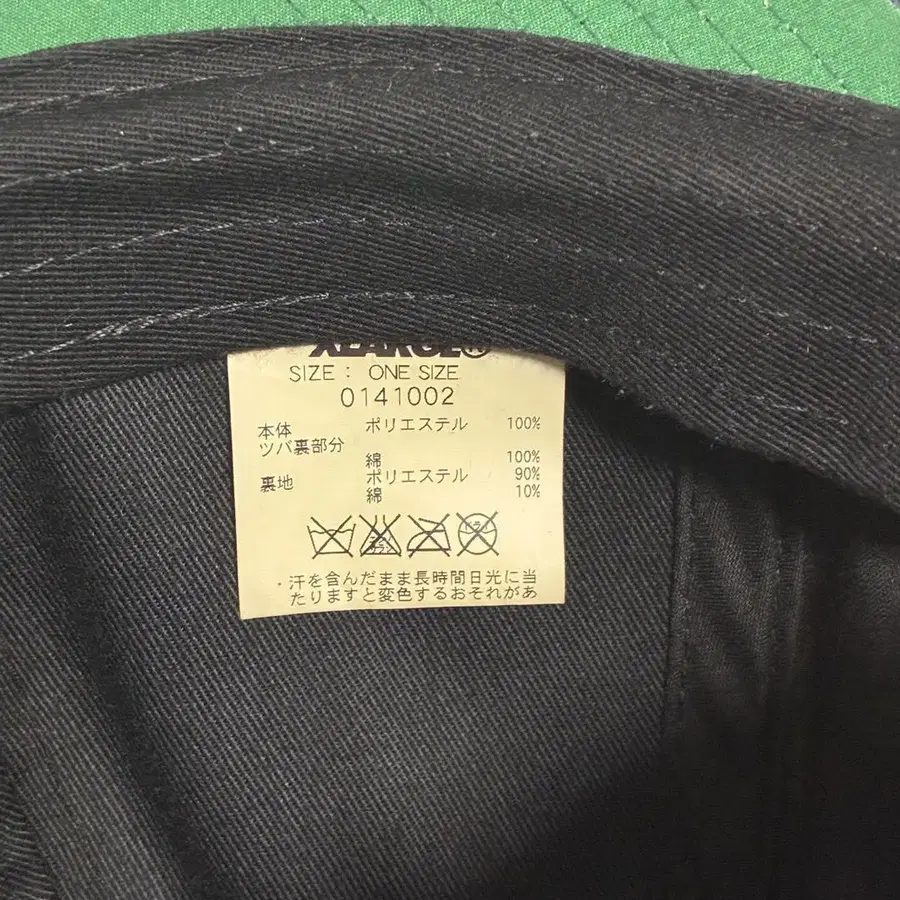 XLARGE®
SIZE : ONE SIZE
0141002
本体 ポリエステル 100%
ツバ裏部分
綿 100%
裏地 ポリエステル 90%
綿 10%
・汗を含んだまま長時間日光に当
たりますと変色するおそれがあ